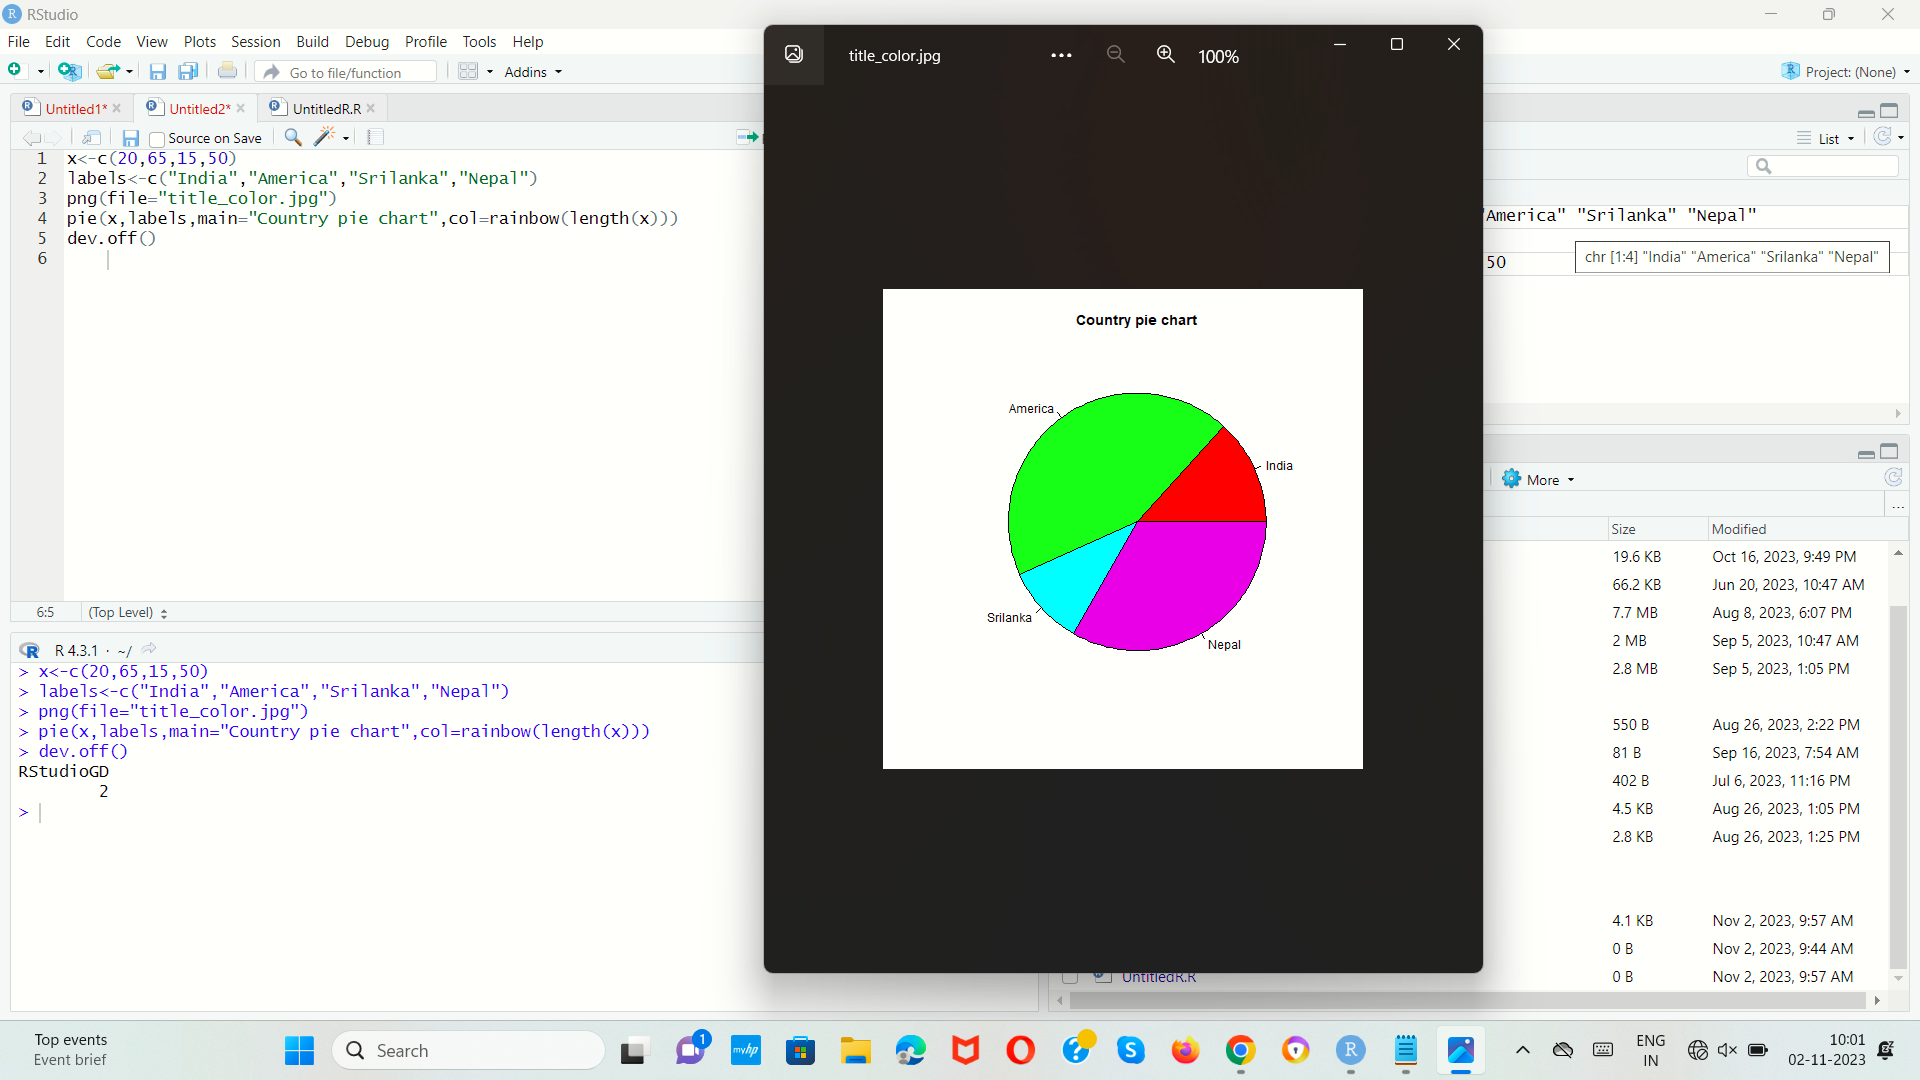 RStudio
File Edit Code View Plots Session Build Debug Profile Tools Help
Go to file/function
Addins
Project: (None)
Untitled1*
Untitled2*
UntitledR.R
Source on Save
List
1 x<-c(20,65,15,50)
2 labels<-c("India","America","Srilanka","Nepal")
3 png(file="title_color.jpg")
4 pie(x,labels,main="Country pie chart",col=rainbow(length(x)))
5 dev.off()
6
6:5 (Top Level)
R 4.3.1 · ~/
> x<-c(20,65,15,50)
> labels<-c("India","America","Srilanka","Nepal")
> png(file="title_color.jpg")
> pie(x,labels,main="Country pie chart",col=rainbow(length(x)))
> dev.off()
RStudioGD
2
>
title_color.jpg
100%
Country pie chart
America
India
Srilanka
Nepal
America" "Srilanka" "Nepal"
50
chr [1:4] "India" "America" "Srilanka" "Nepal"
More
Size Modified
19.6 KB Oct 16, 2023, 9:49 PM
66.2 KB Jun 20, 2023, 10:47 AM
7.7 MB Aug 8, 2023, 6:07 PM
2 MB Sep 5, 2023, 10:47 AM
2.8 MB Sep 5, 2023, 1:05 PM
550 B Aug 26, 2023, 2:22 PM
81 B Sep 16, 2023, 7:54 AM
402 B Jul 6, 2023, 11:16 PM
4.5 KB Aug 26, 2023, 1:05 PM
2.8 KB Aug 26, 2023, 1:25 PM
4.1 KB Nov 2, 2023, 9:57 AM
0 B Nov 2, 2023, 9:44 AM
UntitledR.R 0 B Nov 2, 2023, 9:57 AM
Top events
Event brief
Search
1
myhp
ENG
IN
10:01
02-11-2023